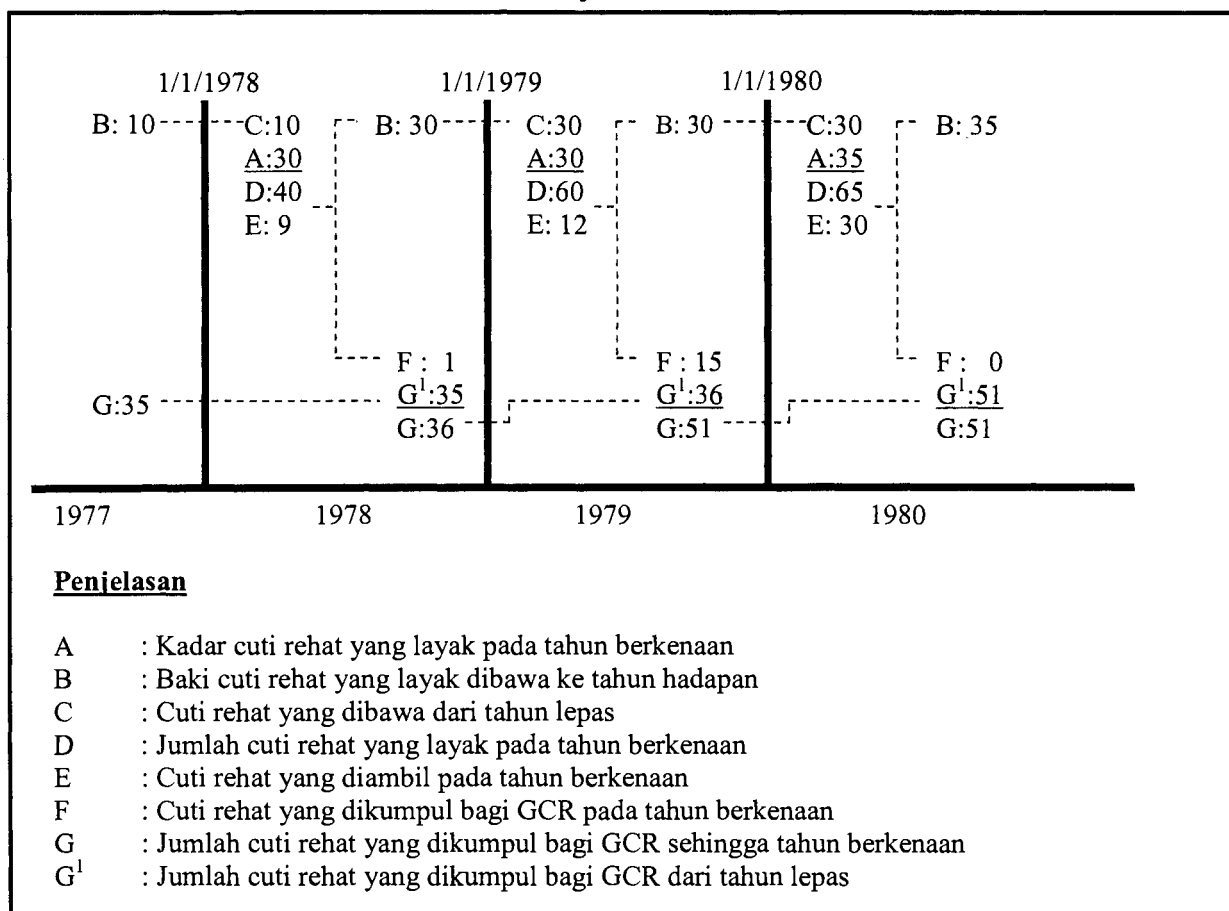 1/1/1978 1/1/1979 1/1/1980
B: 10 C:10 B: 30 C:30 B: 30 C:30 B: 35
A:30 A:30 A:35
D:40 D:60 D:65
E: 9 E: 12 E: 30
F : 1 F : 15 F : 0
G:35 G¹:35 G¹:36 G¹:51
G:36 G:51 G:51
1977 1978 1979 1980
Penjelasan
A : Kadar cuti rehat yang layak pada tahun berkenaan
B : Baki cuti rehat yang layak dibawa ke tahun hadapan
C : Cuti rehat yang dibawa dari tahun lepas
D : Jumlah cuti rehat yang layak pada tahun berkenaan
E : Cuti rehat yang diambil pada tahun berkenaan
F : Cuti rehat yang dikumpul bagi GCR pada tahun berkenaan
G : Jumlah cuti rehat yang dikumpul bagi GCR sehingga tahun berkenaan
G¹ : Jumlah cuti rehat yang dikumpul bagi GCR dari tahun lepas